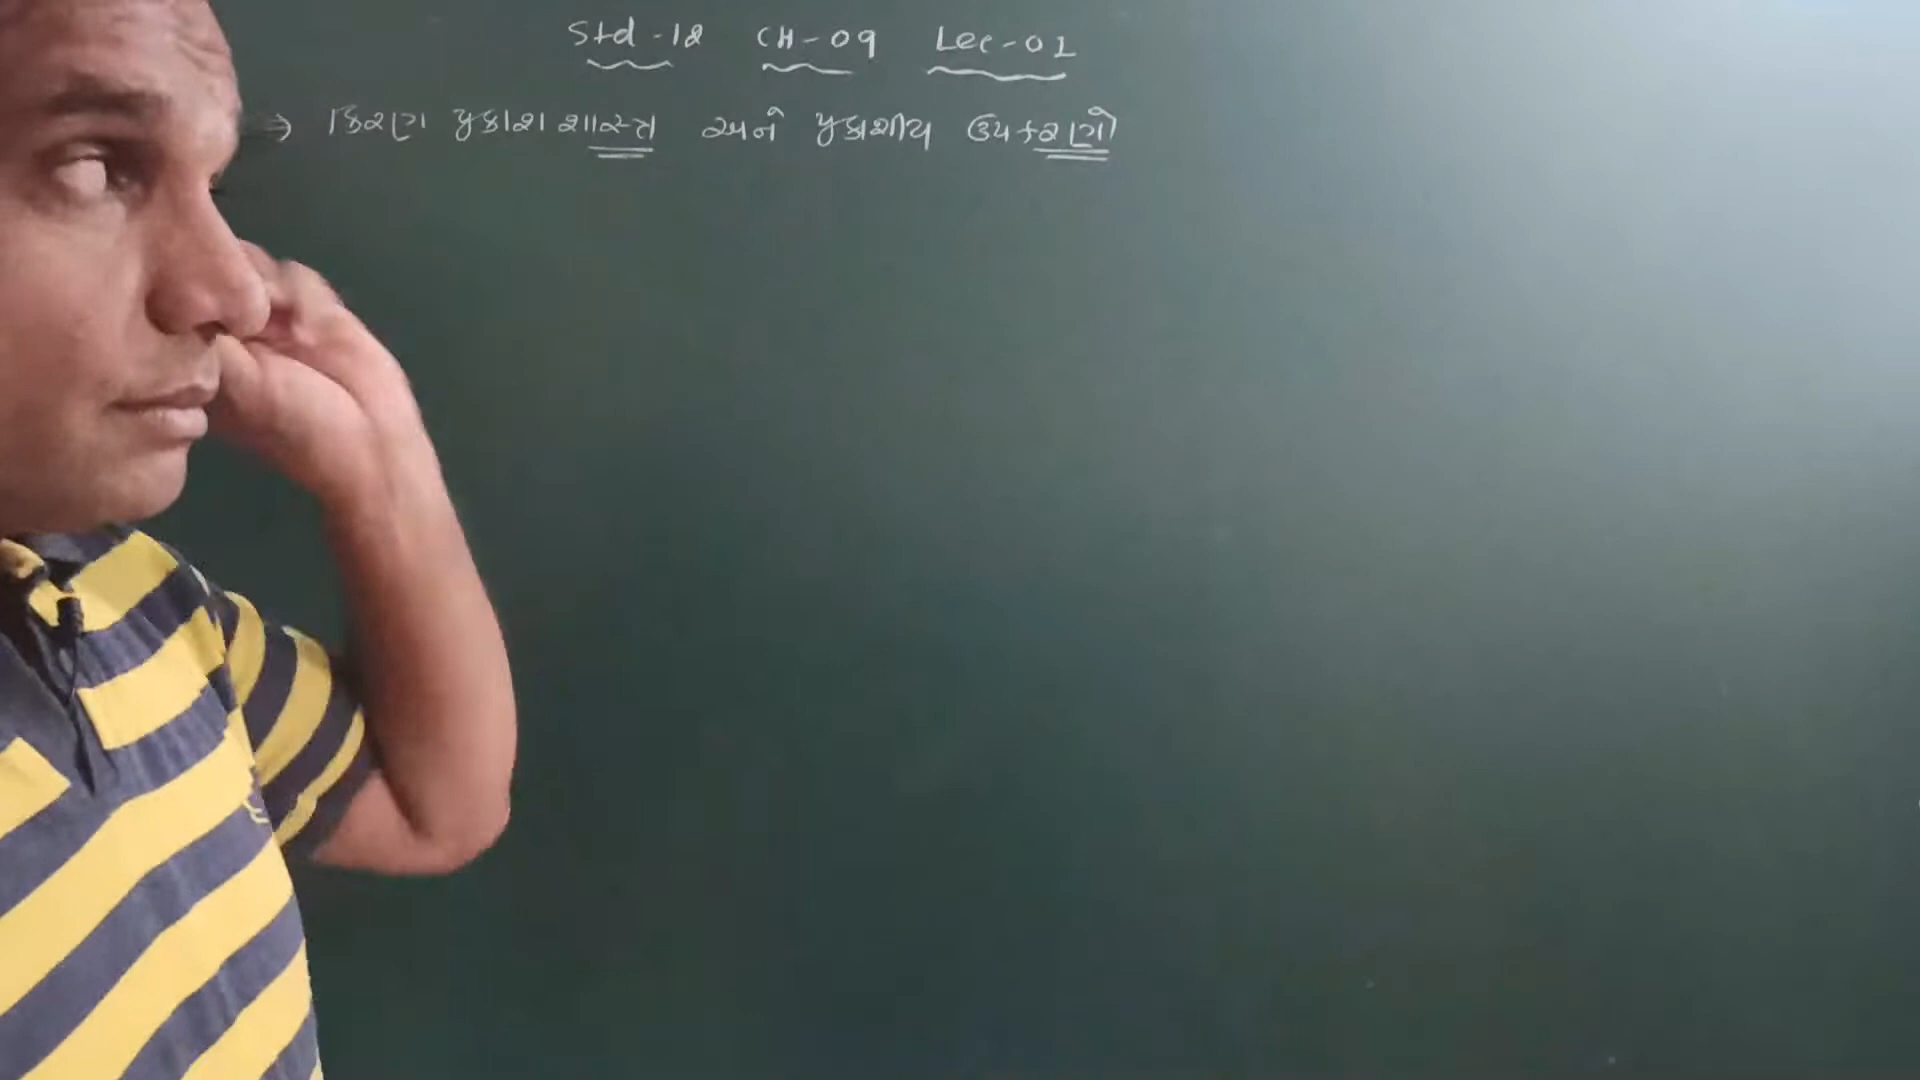 Std-12 CH-09 Lec-01
⇒ કિરણ પ્રકાશશાસ્ત્ર અને પ્રકાશીય ઉપકરણો